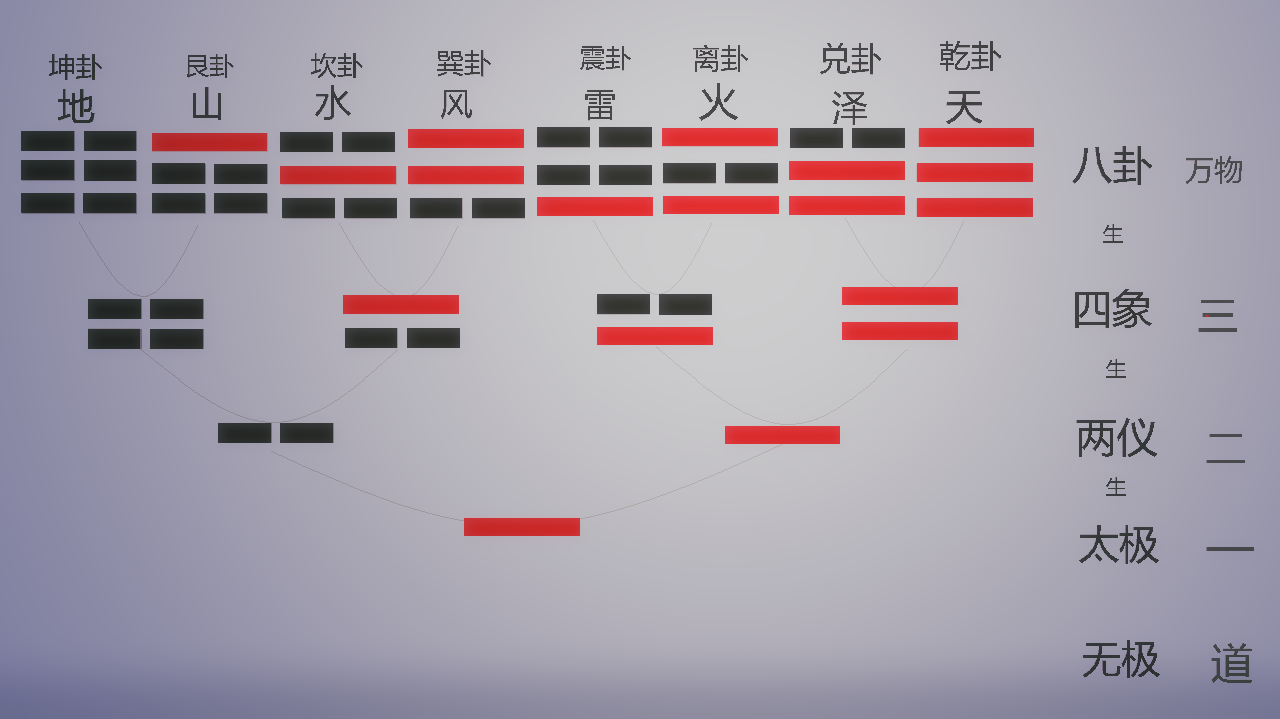 坤卦 艮卦 坎卦 巽卦 震卦 离卦 兑卦 乾卦
地 山 水 风 雷 火 泽 天
八卦 万物
生
四象 三
生
两仪 二
生
太极 一
无极 道